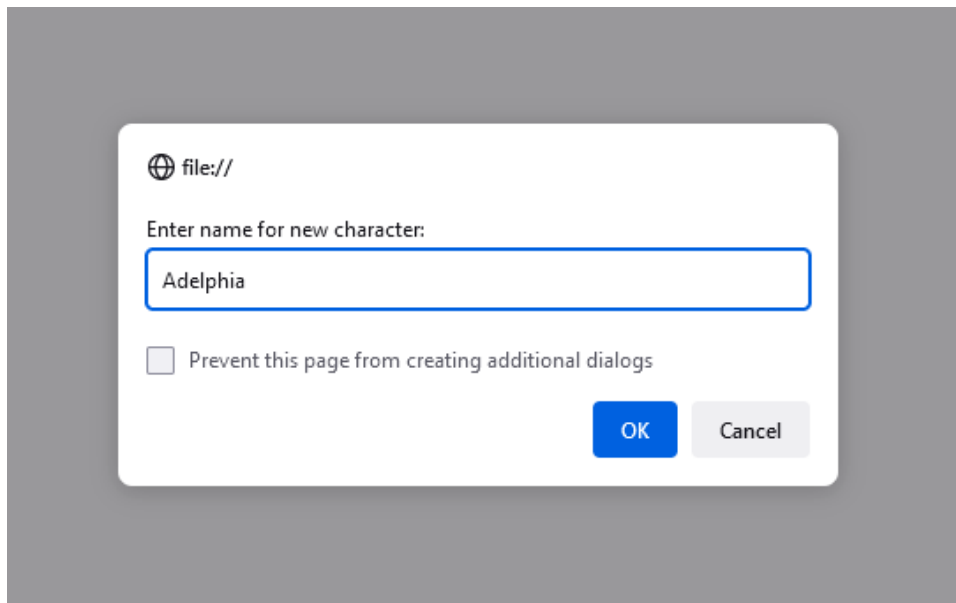 file://
Enter name for new character:
Adelphia
Prevent this page from creating additional dialogs
OK Cancel